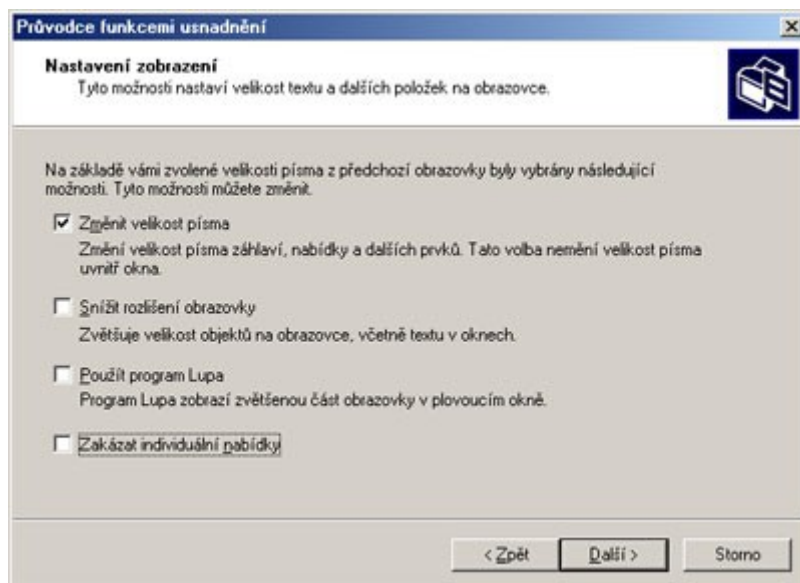 Průvodce funkcemi usnadnění
Nastavení zobrazení
Tyto možnosti nastaví velikost textu a dalších položek na obrazovce.
Na základě vámi zvolené velikosti písma z předchozí obrazovky byly vybrány následující
možnosti. Tyto možnosti můžete změnit.
Změnit velikost písma
Změní velikost písma záhlaví, nabídky a dalších prvků. Tato volba nemění velikost písma
uvnitř okna.
Snížit rozlišení obrazovky
Zvětšuje velikost objektů na obrazovce, včetně textu v oknech.
Použít program Lupa
Program Lupa zobrazí zvětšenou část obrazovky v plovoucím okně.
Zakázat individuální nabídky
< Zpět Další > Storno